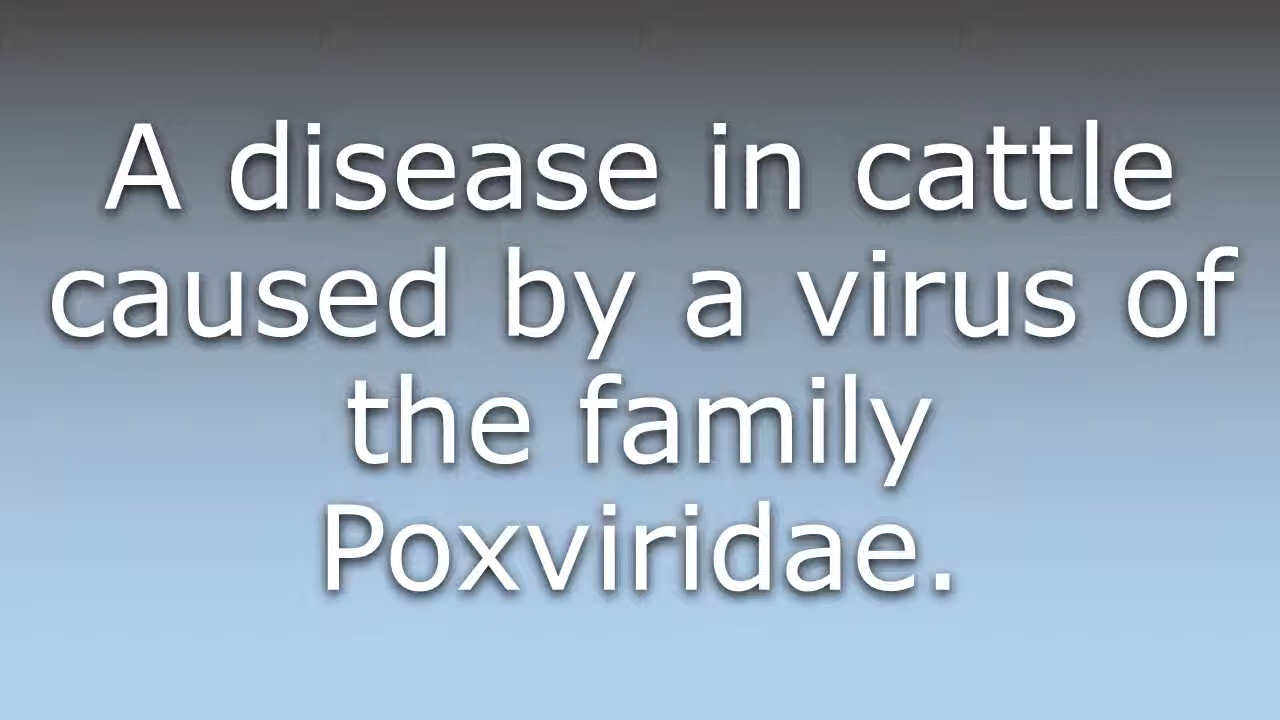 A disease in cattle
caused by a virus of
the family
Poxviridae.